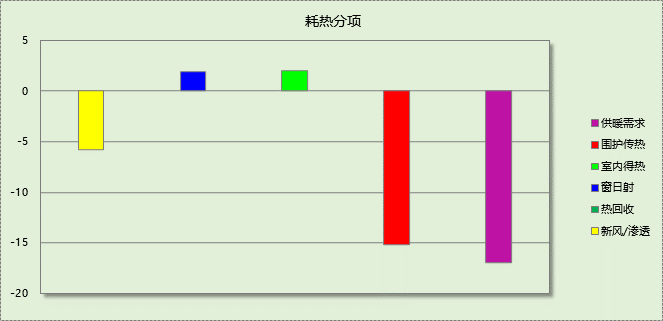 耗热分项
5
0
-5
-10
-15
-20
供暖需求
围护传热
室内得热
窗日射
热回收
新风/渗透